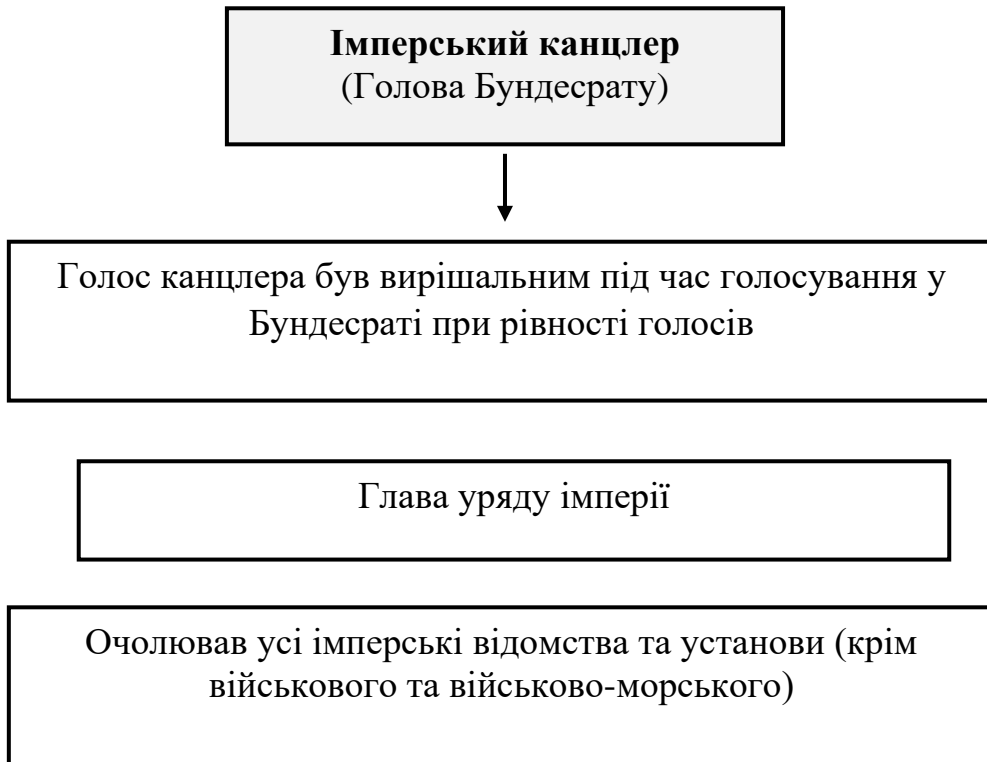 Імперський канцлер
(Голова Бундесрату)
Голос канцлера був вирішальним під час голосування у
Бундесраті при рівності голосів
Глава уряду імперії
Очолював усі імперські відомства та установи (крім
військового та військово-морського)